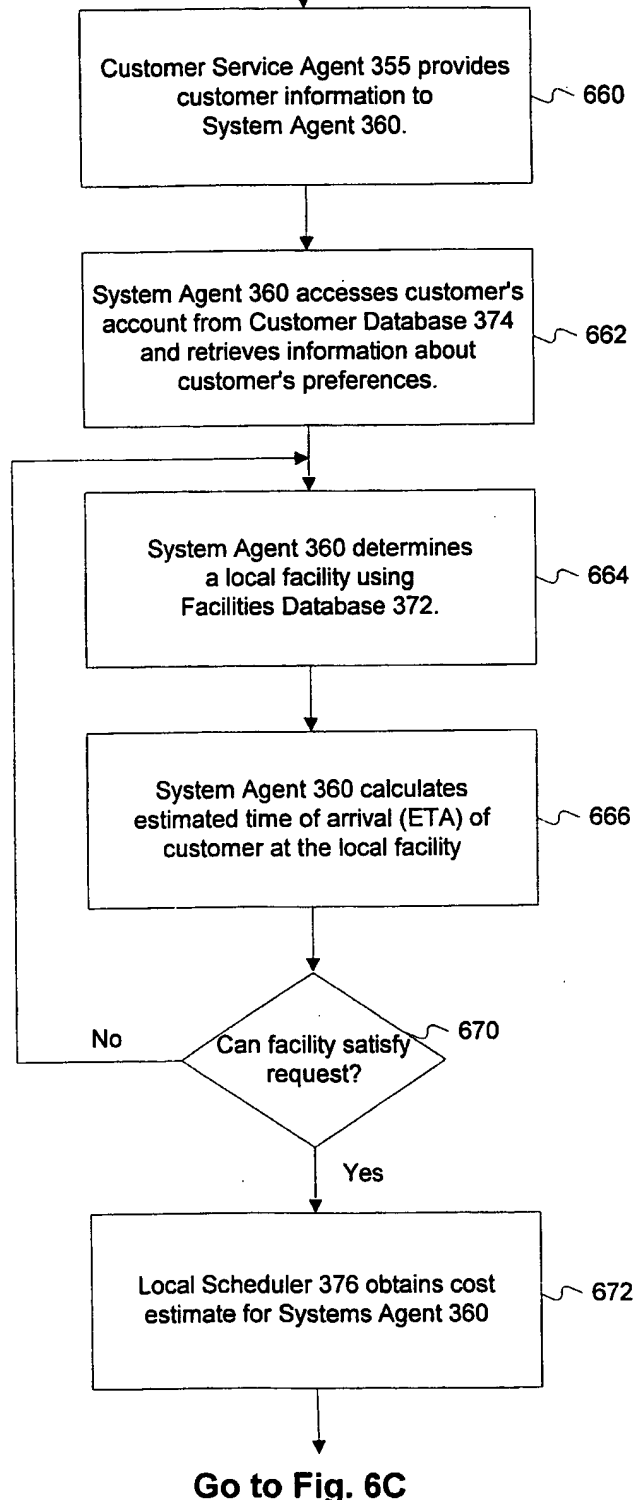 Customer Service Agent 355 provides
customer information to
System Agent 360.
660
System Agent 360 accesses customer's
account from Customer Database 374
and retrieves information about
customer's preferences.
662
System Agent 360 determines
a local facility using
Facilities Database 372.
664
System Agent 360 calculates
estimated time of arrival (ETA) of
customer at the local facility
666
No
Can facility satisfy
request?
670
Yes
Local Scheduler 376 obtains cost
estimate for Systems Agent 360
672
Go to Fig. 6C